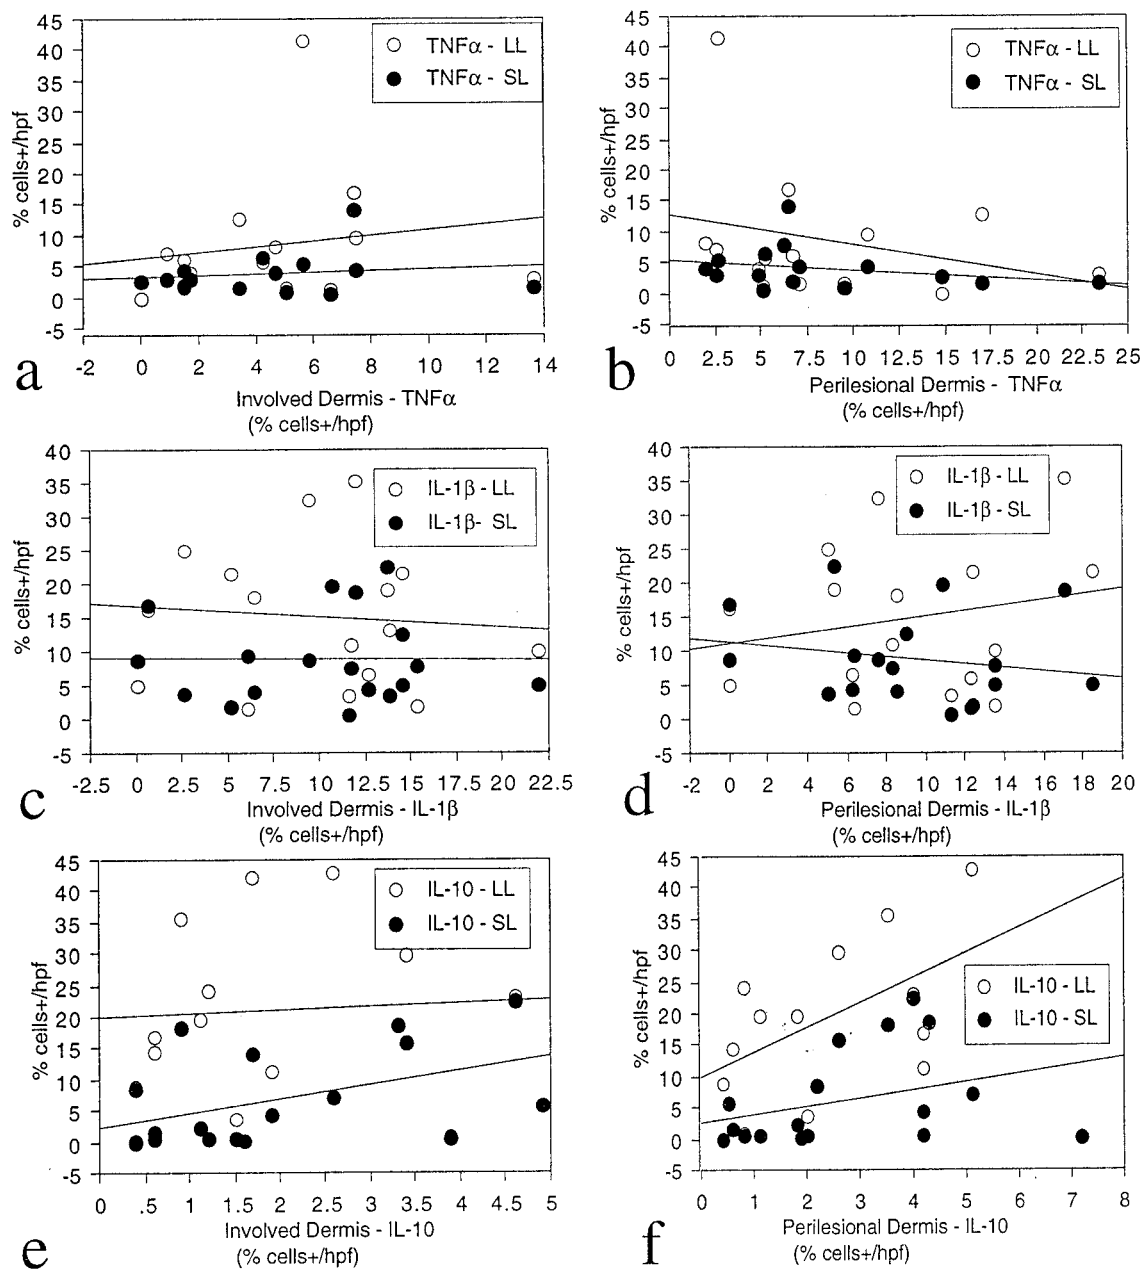 45
40
35
30
25
20
15
10
5
0
-5
% cells+/hpf
TNFα - LL
TNFα - SL
-2 0 2 4 6 8 10 12 14
a
Involved Dermis - TNFα
(% cells+/hpf)
45
40
35
30
25
20
15
10
5
0
-5
% cells+/hpf
TNFα - LL
TNFα - SL
0 2.5 5 7.5 10 12.5 15 17.5 20 22.5 25
b
Perilesional Dermis - TNFα
(% cells+/hpf)
40
35
30
25
20
15
10
5
0
-5
% cells+/hpf
IL-1β - LL
IL-1β- SL
-2.5 0 2.5 5 7.5 10 12.5 15 17.5 20 22.5
c
Involved Dermis - IL-1β
(% cells+/hpf)
40
35
30
25
20
15
10
5
0
-5
% cells+/hpf
IL-1β - LL
IL-1β - SL
-2 0 2 4 6 8 10 12 14 16 18 20
d
Perilesional Dermis - IL-1β
(% cells+/hpf)
45
40
35
30
25
20
15
10
5
0
-5
% cells+/hpf
IL-10 - LL
IL-10 - SL
0 .5 1 1.5 2 2.5 3 3.5 4 4.5 5
e
Involved Dermis - IL-10
(% cells+/hpf)
45
40
35
30
25
20
15
10
5
0
-5
% cells+/hpf
IL-10 - LL
IL-10 - SL
0 1 2 3 4 5 6 7 8
f
Perilesional Dermis - IL-10
(% cells+/hpf)